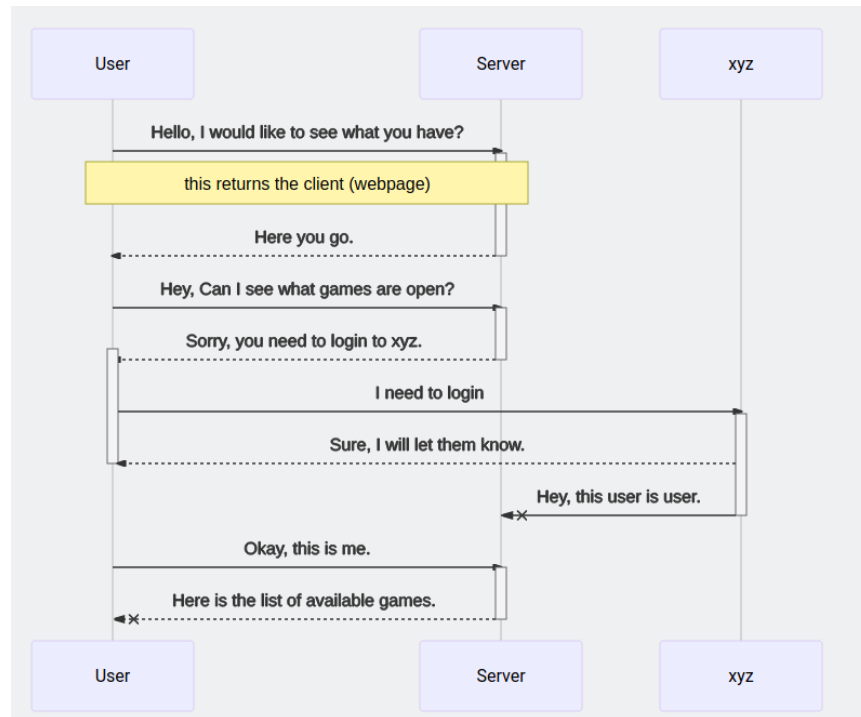 User
Server
xyz
Hello, I would like to see what you have?
this returns the client (webpage)
Here you go.
Hey, Can I see what games are open?
Sorry, you need to login to xyz.
I need to login
Sure, I will let them know.
Hey, this user is user.
Okay, this is me.
Here is the list of available games.
User
Server
xyz